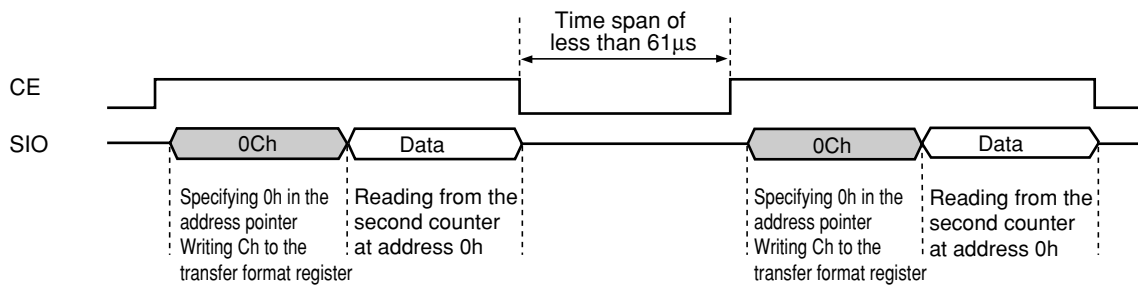 Time span of
less than 61μs
CE
SIO
0Ch
Data
0Ch
Data
Specifying 0h in the
address pointer
Writing Ch to the
transfer format register
Reading from the
second counter
at address 0h
Specifying 0h in the
address pointer
Writing Ch to the
transfer format register
Reading from the
second counter
at address 0h